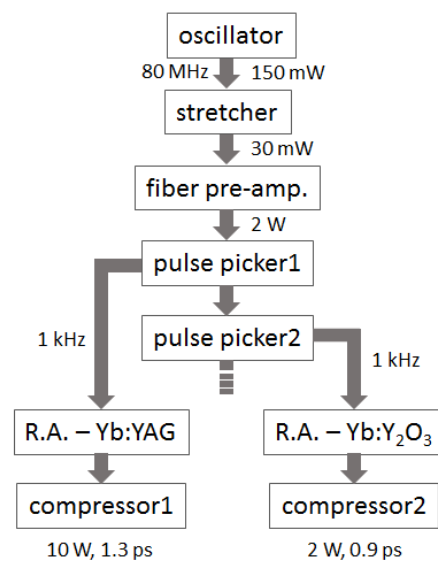 oscillator
80 MHz 150 mW
stretcher
30 mW
fiber pre-amp.
2 W
pulse picker1
1 kHz
pulse picker2
1 kHz
R.A. – Yb:YAG R.A. – Yb:Y₂O₃
compressor1 compressor2
10 W, 1.3 ps 2 W, 0.9 ps